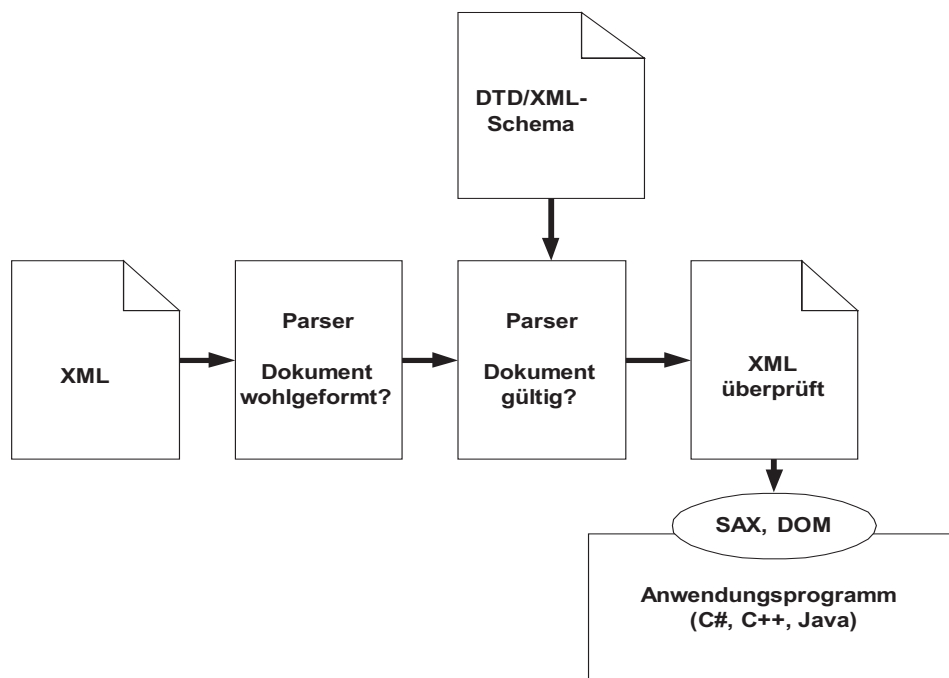 DTD/XML-
Schema
XML
Parser
Dokument
wohlgeformt?
Parser
Dokument
gültig?
XML
überprüft
SAX, DOM
Anwendungsprogramm
(C#, C++, Java)